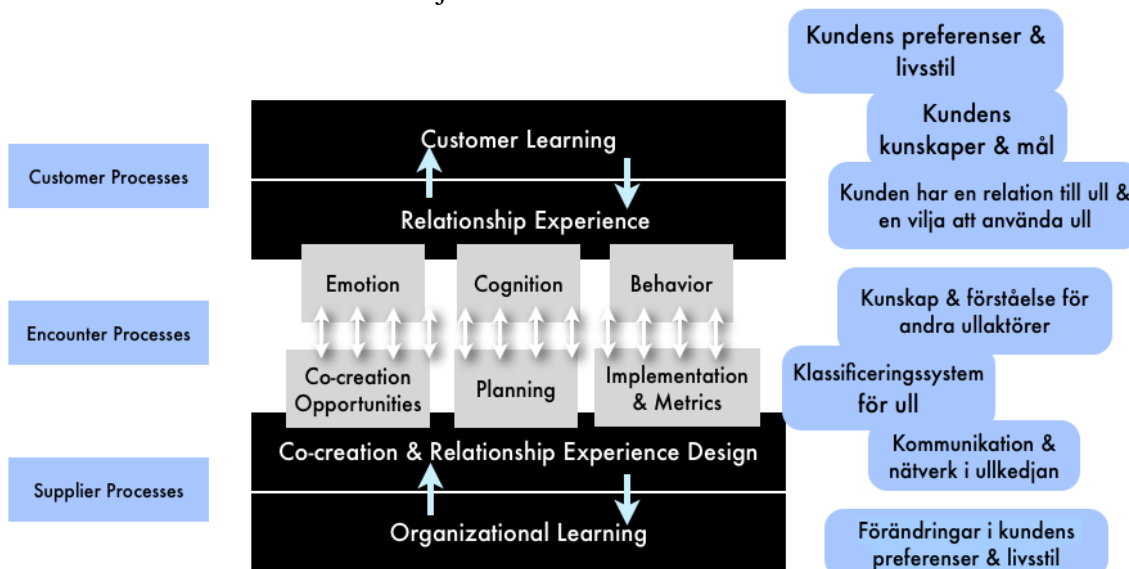 Kundens preferenser &
livsstil
Customer Learning
Kundens
kunskaper & mål
Customer Processes
Relationship Experience
Kunden har en relation till ull &
en vilja att använda ull
Emotion
Cognition
Behavior
Encounter Processes
Kunskap & förståelse för
andra ullaktörer
Co-creation
Opportunities
Planning
Implementation
& Metrics
Klassificeringssystem
för ull
Co-creation & Relationship Experience Design
Kommunikation &
nätverk i ullkedjan
Supplier Processes
Organizational Learning
Förändringar i kundens
preferenser & livsstil